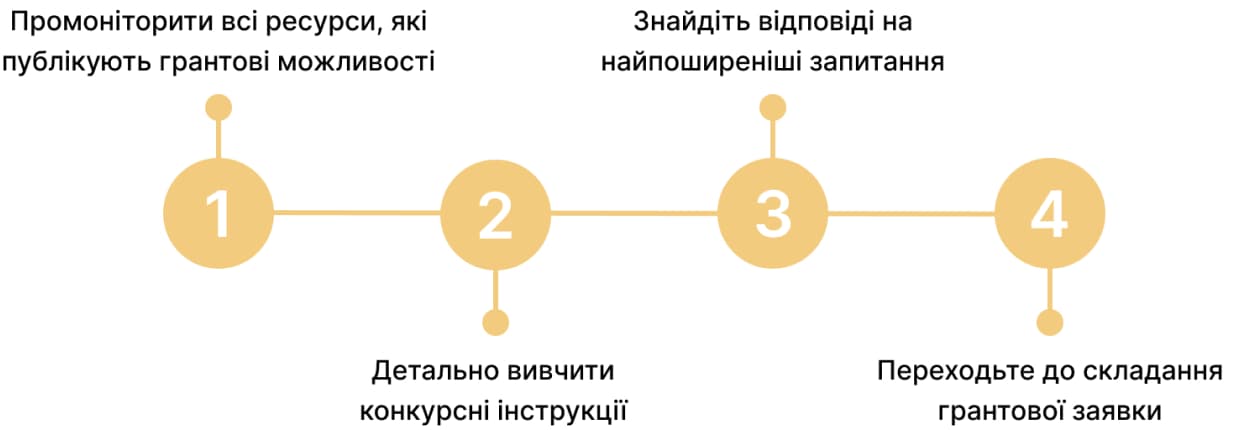 Промоніторити всі ресурси, які
публікують грантові можливості
Знайдіть відповіді на
найпоширеніші запитання
1
2
3
4
Детально вивчити
конкурсні інструкції
Переходьте до складання
грантової заявки